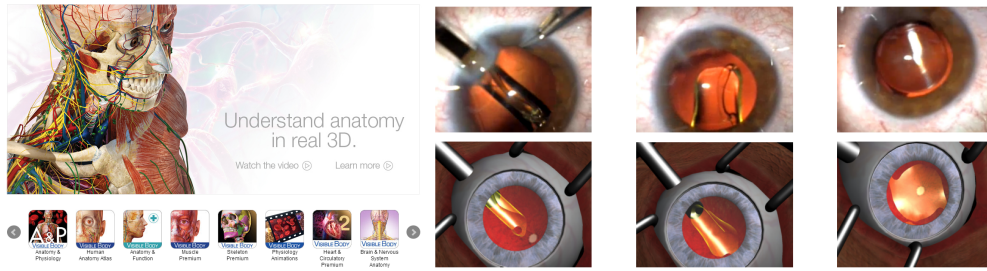 Understand anatomy
in real 3D.
Watch the video
Learn more
A&P
VISIBLE BODY
Anatomy &
Physiology
VISIBLE BODY
Human
Anatomy Atlas
VISIBLE BODY
Anatomy &
Function
VISIBLE BODY
Muscle
Premium
VISIBLE BODY
Skeleton
Premium
VISIBLE BODY
Physiology
Animations
2
VISIBLE BODY
Heart &
Circulatory
Premium
VISIBLE BODY
Brain & Nervous
System
Anatomy